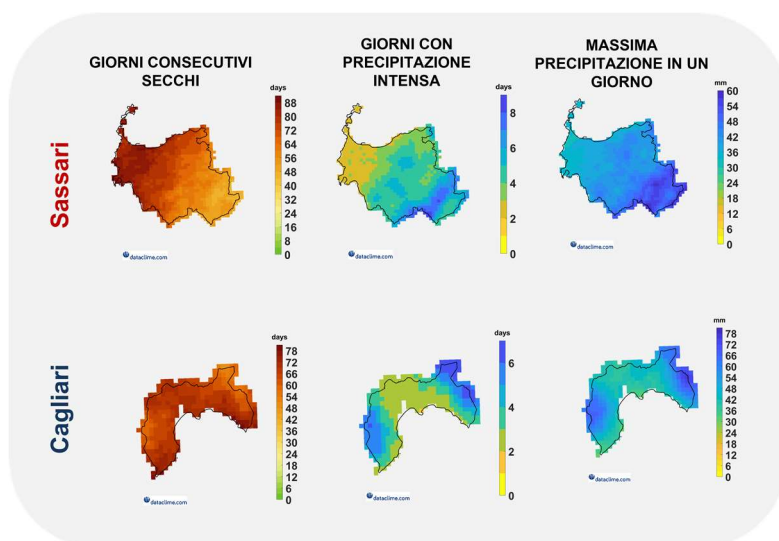 GIORNI CONSECUTIVI
SECCHI
GIORNI CON
PRECIPITAZIONE
INTENSA
MASSIMA
PRECIPITAZIONE IN UN
GIORNO
Sassari
days
88
80
72
64
56
48
40
32
24
16
8
0
dataclime.com
days
8
6
4
2
0
dataclime.com
mm
60
54
48
42
36
30
24
18
12
6
0
dataclime.com
Cagliari
days
78
72
66
60
54
48
42
36
30
24
18
12
6
0
dataclime.com
days
6
4
2
0
dataclime.com
mm
78
72
66
60
54
48
42
36
30
24
18
12
6
0
dataclime.com